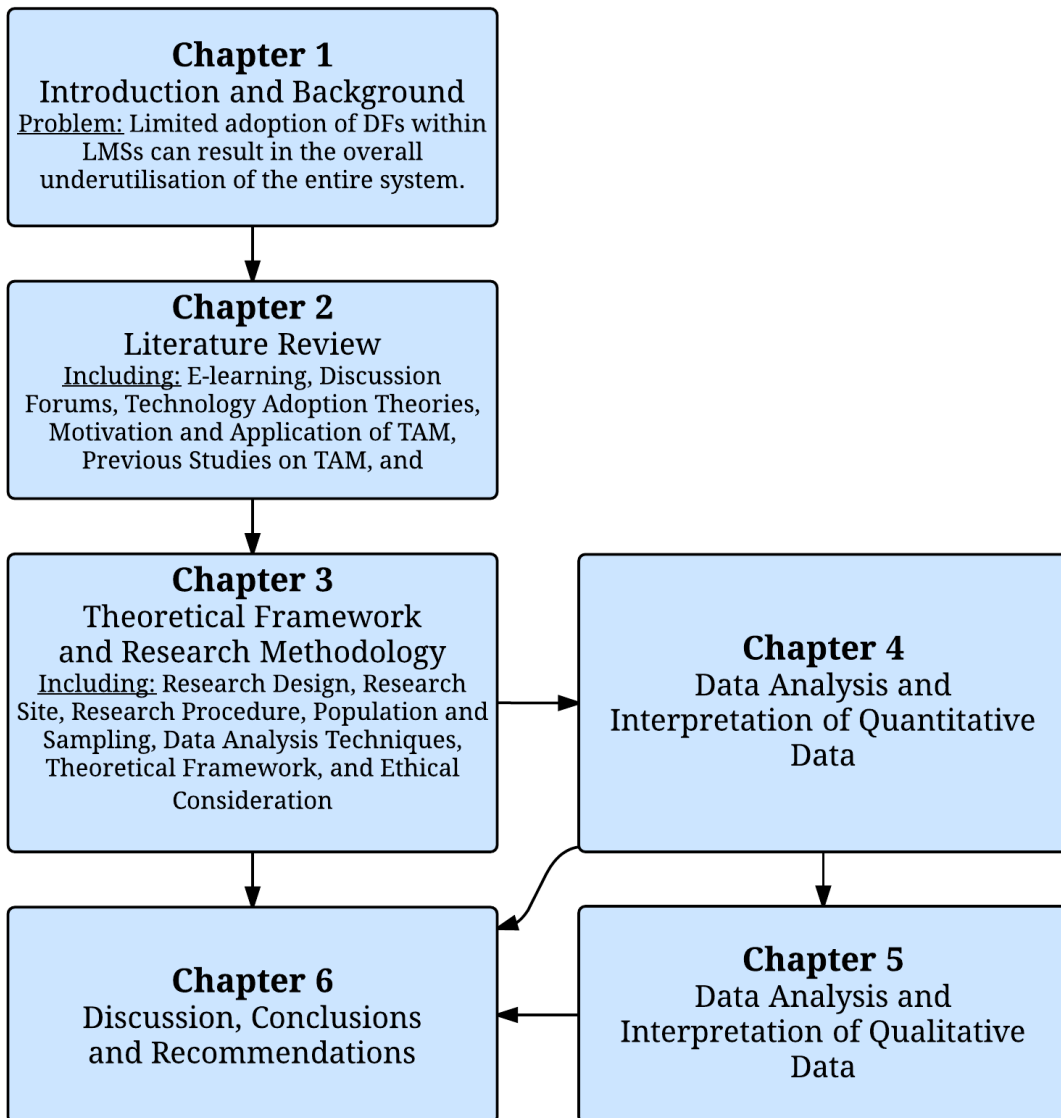 Chapter 1
Introduction and Background
Problem: Limited adoption of DFs within
LMSs can result in the overall
underutilisation of the entire system.
Chapter 2
Literature Review
Including: E-learning, Discussion
Forums, Technology Adoption Theories,
Motivation and Application of TAM,
Previous Studies on TAM, and
Chapter 3
Theoretical Framework
and Research Methodology
Including: Research Design, Research
Site, Research Procedure, Population and
Sampling, Data Analysis Techniques,
Theoretical Framework, and Ethical
Consideration
Chapter 4
Data Analysis and
Interpretation of Quantitative
Data
Chapter 5
Data Analysis and
Interpretation of Qualitative
Data
Chapter 6
Discussion, Conclusions
and Recommendations